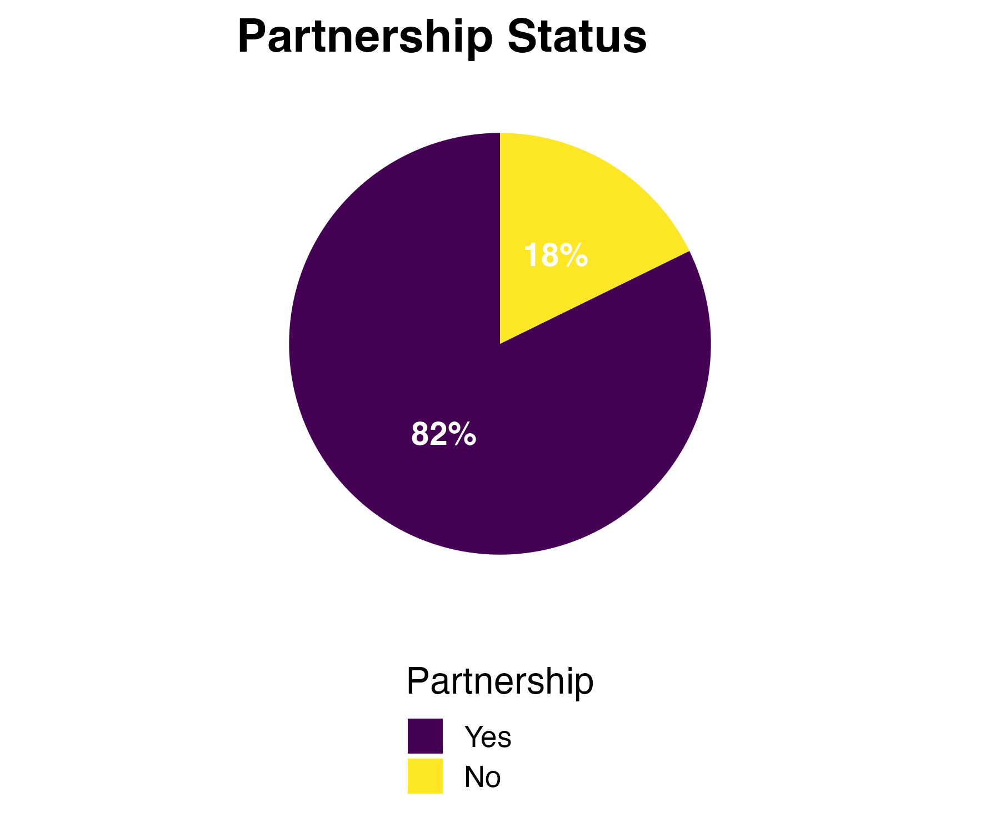 Partnership Status
18%
82%
Partnership
Yes
No